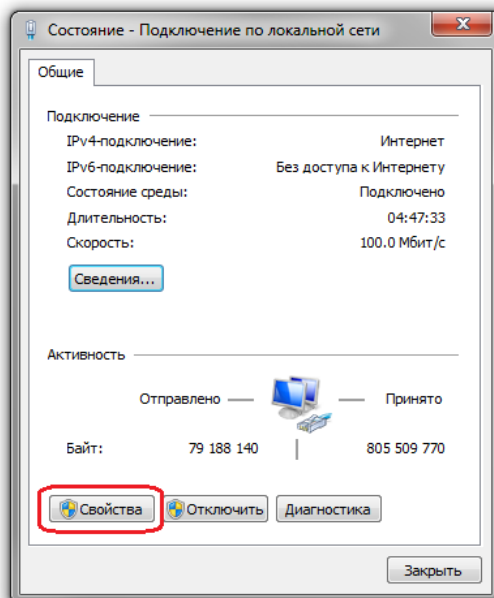 Состояние - Подключение по локальной сети
Общие
Подключение
IPv4-подключение: Интернет
IPv6-подключение: Без доступа к Интернету
Состояние среды: Подключено
Длительность: 04:47:33
Скорость: 100.0 Мбит/с
Сведения...
Активность
Отправлено — Принято
Байт: 79 188 140 | 805 509 770
Свойства Отключить Диагностика
Закрыть